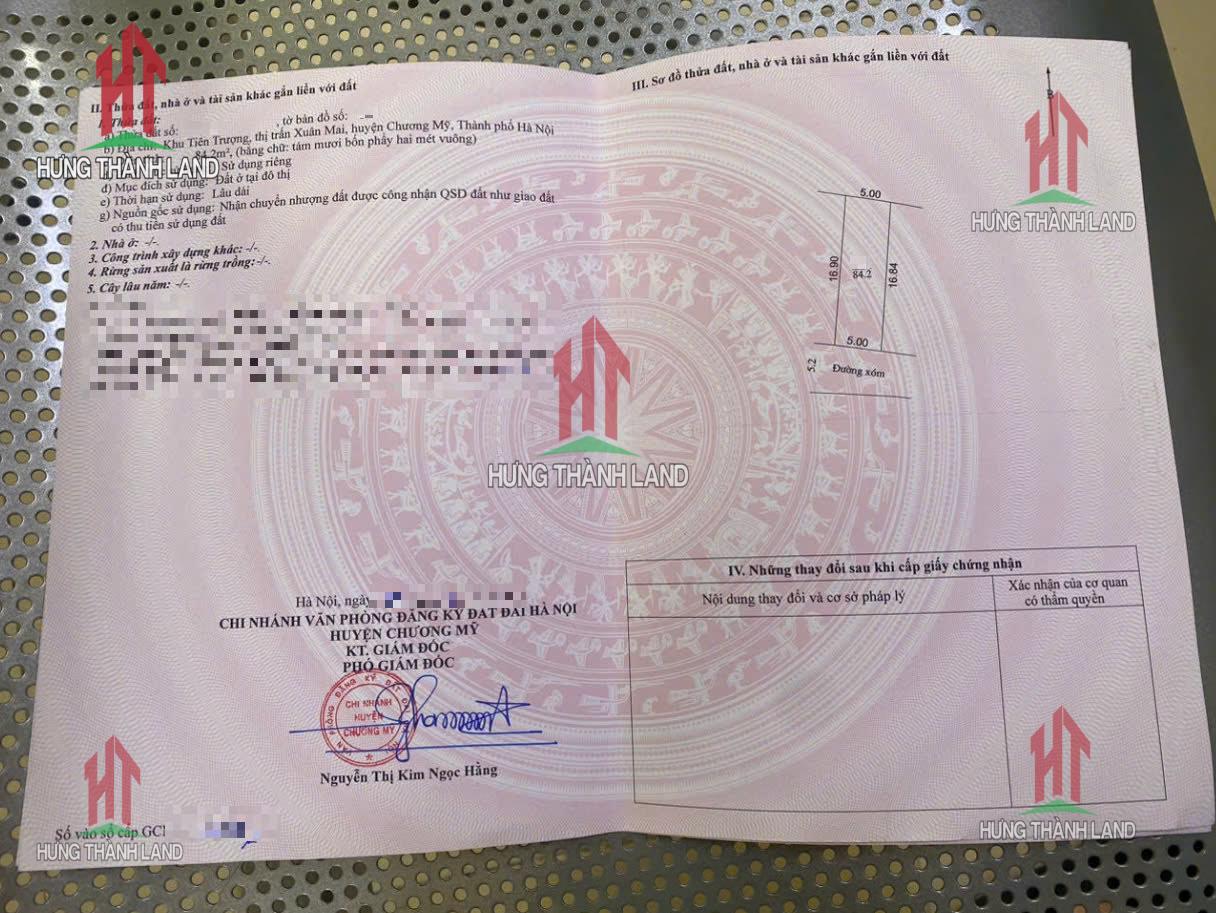 II. Thửa đất, nhà ở và tài sản khác gắn liền với đất
1. Thửa đất:
a) Thửa đất số: , tờ bản đồ số:
b) Địa chỉ: Khu Tiên Trượng, thị trấn Xuân Mai, huyện Chương Mỹ, Thành phố Hà Nội
84.2m², (bằng chữ: tám mươi bốn phẩy hai mét vuông)
Sử dụng riêng
đ) Mục đích sử dụng: Đất ở tại đô thị
e) Thời hạn sử dụng: Lâu dài
g) Nguồn gốc sử dụng: Nhận chuyển nhượng đất được công nhận QSD đất như giao đất
có thu tiền sử dụng đất
2. Nhà ở: -/-.
3. Công trình xây dựng khác: -/-.
4. Rừng sản xuất là rừng trồng: -/-.
5. Cây lâu năm: -/-.
Hà Nội, ngày
CHI NHÁNH VĂN PHÒNG ĐĂNG KÝ ĐẤT ĐAI HÀ NỘI
HUYỆN CHƯƠNG MỸ
KT. GIÁM ĐỐC
PHÓ GIÁM ĐỐC
VĂN PHÒNG ĐĂNG KÝ ĐẤT
CHI NHÁNH
HUYỆN
CHƯƠNG MỸ
Nguyễn Thị Kim Ngọc Hằng
Số vào sổ cấp GC
III. Sơ đồ thửa đất, nhà ở và tài sản khác gắn liền với đất
B
5.00
16.90
84.2
16.84
5.00
5.2
Đường xóm
IV. Những thay đổi sau khi cấp giấy chứng nhận
Nội dung thay đổi và cơ sở pháp lý
Xác nhận của cơ quan
có thẩm quyền
HƯNG THÀNH LAND
HƯNG THÀNH LAND
HƯNG THÀNH LAND
HƯNG THÀNH LAND
HƯNG THÀNH LAND